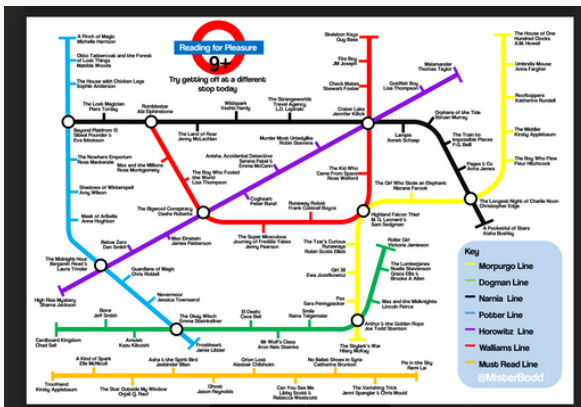 Reading for Pleasure
9+
Try getting off at a different
stop today
A Pinch of Magic
Michelle Harrison
Otto Tattercoat and the Forest
of Lost Things
Matilda Woods
The House with Chicken Legs
Sophie Anderson
The Lost Magician
Piers Torday
Rumblestar
Abi Elphinstone
Wildspark
Vashti Hardy
The Strangeworlds
Travel Agency
L.D. Lapinski
Skeleton Keys
Guy Bass
Fire Boy
JM Joseph
Check Mates
Stewart Foster
Crater Lake
Jennifer Killick
Malamander
Thomas Taylor
Goldfish Boy
Lisa Thompson
The House of One
Hundred Clocks
A.M. Howell
Umbrella Mouse
Anna Fargher
Rooftoppers
Katherine Rundell
The Middler
Kirsty Applebaum
The Boy Who Flew
Fleur Hitchcock
Orphans of the Tide
Struan Murray
The Train to
Impossible Places
P.G. Bell
Pages & Co
Anna James
Lampie
Annet Schaap
Beyond Platform 13
Sibeal Pounder &
Eva Ibbotson
The Land of Roar
Jenny McLachlan
Murder Most Unladylike
Robin Stevens
The Nowhere Emporium
Ross Mackenzie
Max and the Millions
Ross Montgomery
Anisha, Accidental Detective
Serena Patel &
Emma McCann
The Boy Who Fooled
the World
Lisa Thompson
The Kid Who
Came From Space
Ross Welford
The Girl Who Stole an Elephant
Nizrana Farook
Shadows of Winterspell
Amy Wilson
Cogheart
Peter Bunzl
Runaway Robot
Frank Cottrell Boyce
The Bigwoof Conspiracy
Dashe Roberts
Highland Falcon Thief
M. G. Leonard &
Sam Sedgman
The Longest Night of Charlie Noon
Christopher Edge
A Pocketful of Stars
Aisha Bushby
Mask of Aribella
Anna Hoghton
The Super Miraculous
Journey of Freddie Yates
Jenny Pearson
Below Zero
Dan Smith
Max Einstein
James Patterson
The Tzar's Curious
Runaways
Robin Scott Elliot
Roller Girl
Victoria Jamieson
The Midnight Hour
Benjamin Read &
Laura Trinder
Guardians of Magic
Chris Riddell
Girl 38
Ewa Jozefkowicz
The Lumberjanes
Noelle Stevenson
Grace Ellis &
Brooke A Allen
High Rise Mystery
Sharna Jackson
Nevermoor
Jessica Townsend
Pax
Sara Pennypacker
Max and the Midknights
Lincoln Peirce
Bone
Jeff Smith
El Deafo
Cece Bell
Smile
Raina Telgemeier
Cardboard Kingdom
Chad Sell
Amulet
Kazu Kibuishi
The Okay Witch
Emma Steinkellner
Mr Wolf's Class
Aron Nels Steinke
Arthur & the Golden Rope
Joe Todd Stanton
Frostheart
Jamie Littler
The Skylark's War
Hilary McKay
A Kind of Spark
Elle McNicoll
Asha & the Spirit Bird
Jasbinder Bilan
Orion Lost
Alastair Chisholm
No Ballet Shoes in Syria
Catherine Brunton
Pie in the Sky
Remi Lai
Troofriend
Kirsty Applebaum
The Star Outside My Window
Onjali Q. Rauf
Ghost
Jason Reynolds
Can You See Me
Libby Scott &
Rebecca Westcott
The Vanishing Trick
Jenni Spangler & Chris Mould
Key
Morpurgo Line
Dogman Line
Narnia Line
Potter Line
Horowitz Line
Walliams Line
Must Read Line
@MisterBodd